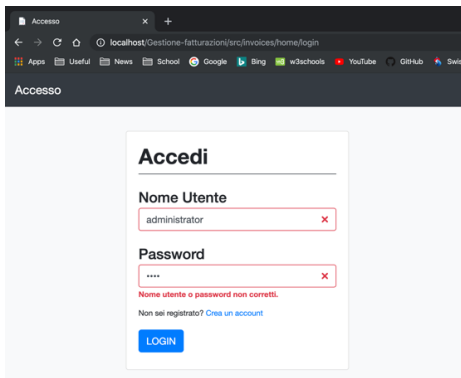 Accesso
localhost/Gestione-fatturazioni/src/invoices/home/login
Apps Useful News School Google Bing w3schools YouTube GitHub Swis
Accesso
Accedi
Nome Utente
administrator
Password
••••
Nome utente o password non corretti.
Non sei registrato? Crea un account
LOGIN